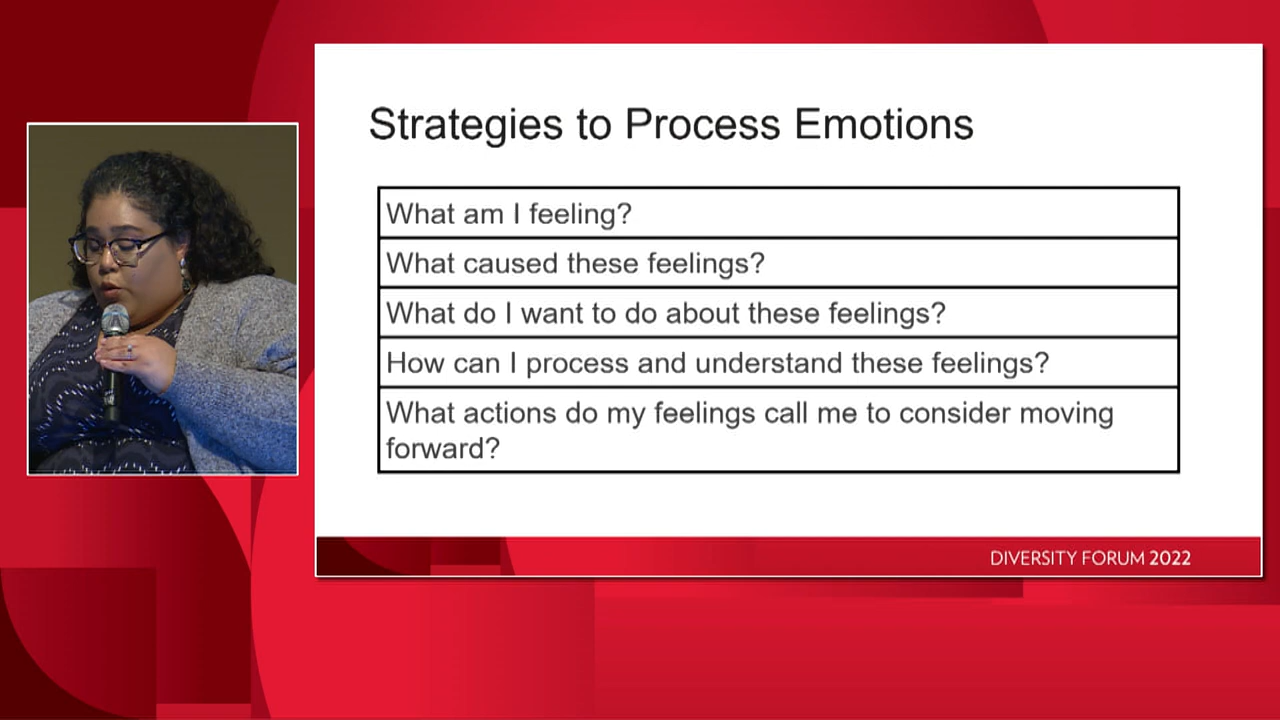 Strategies to Process Emotions
What am I feeling?
What caused these feelings?
What do I want to do about these feelings?
How can I process and understand these feelings?
What actions do my feelings call me to consider moving
forward?
DIVERSITY FORUM 2022